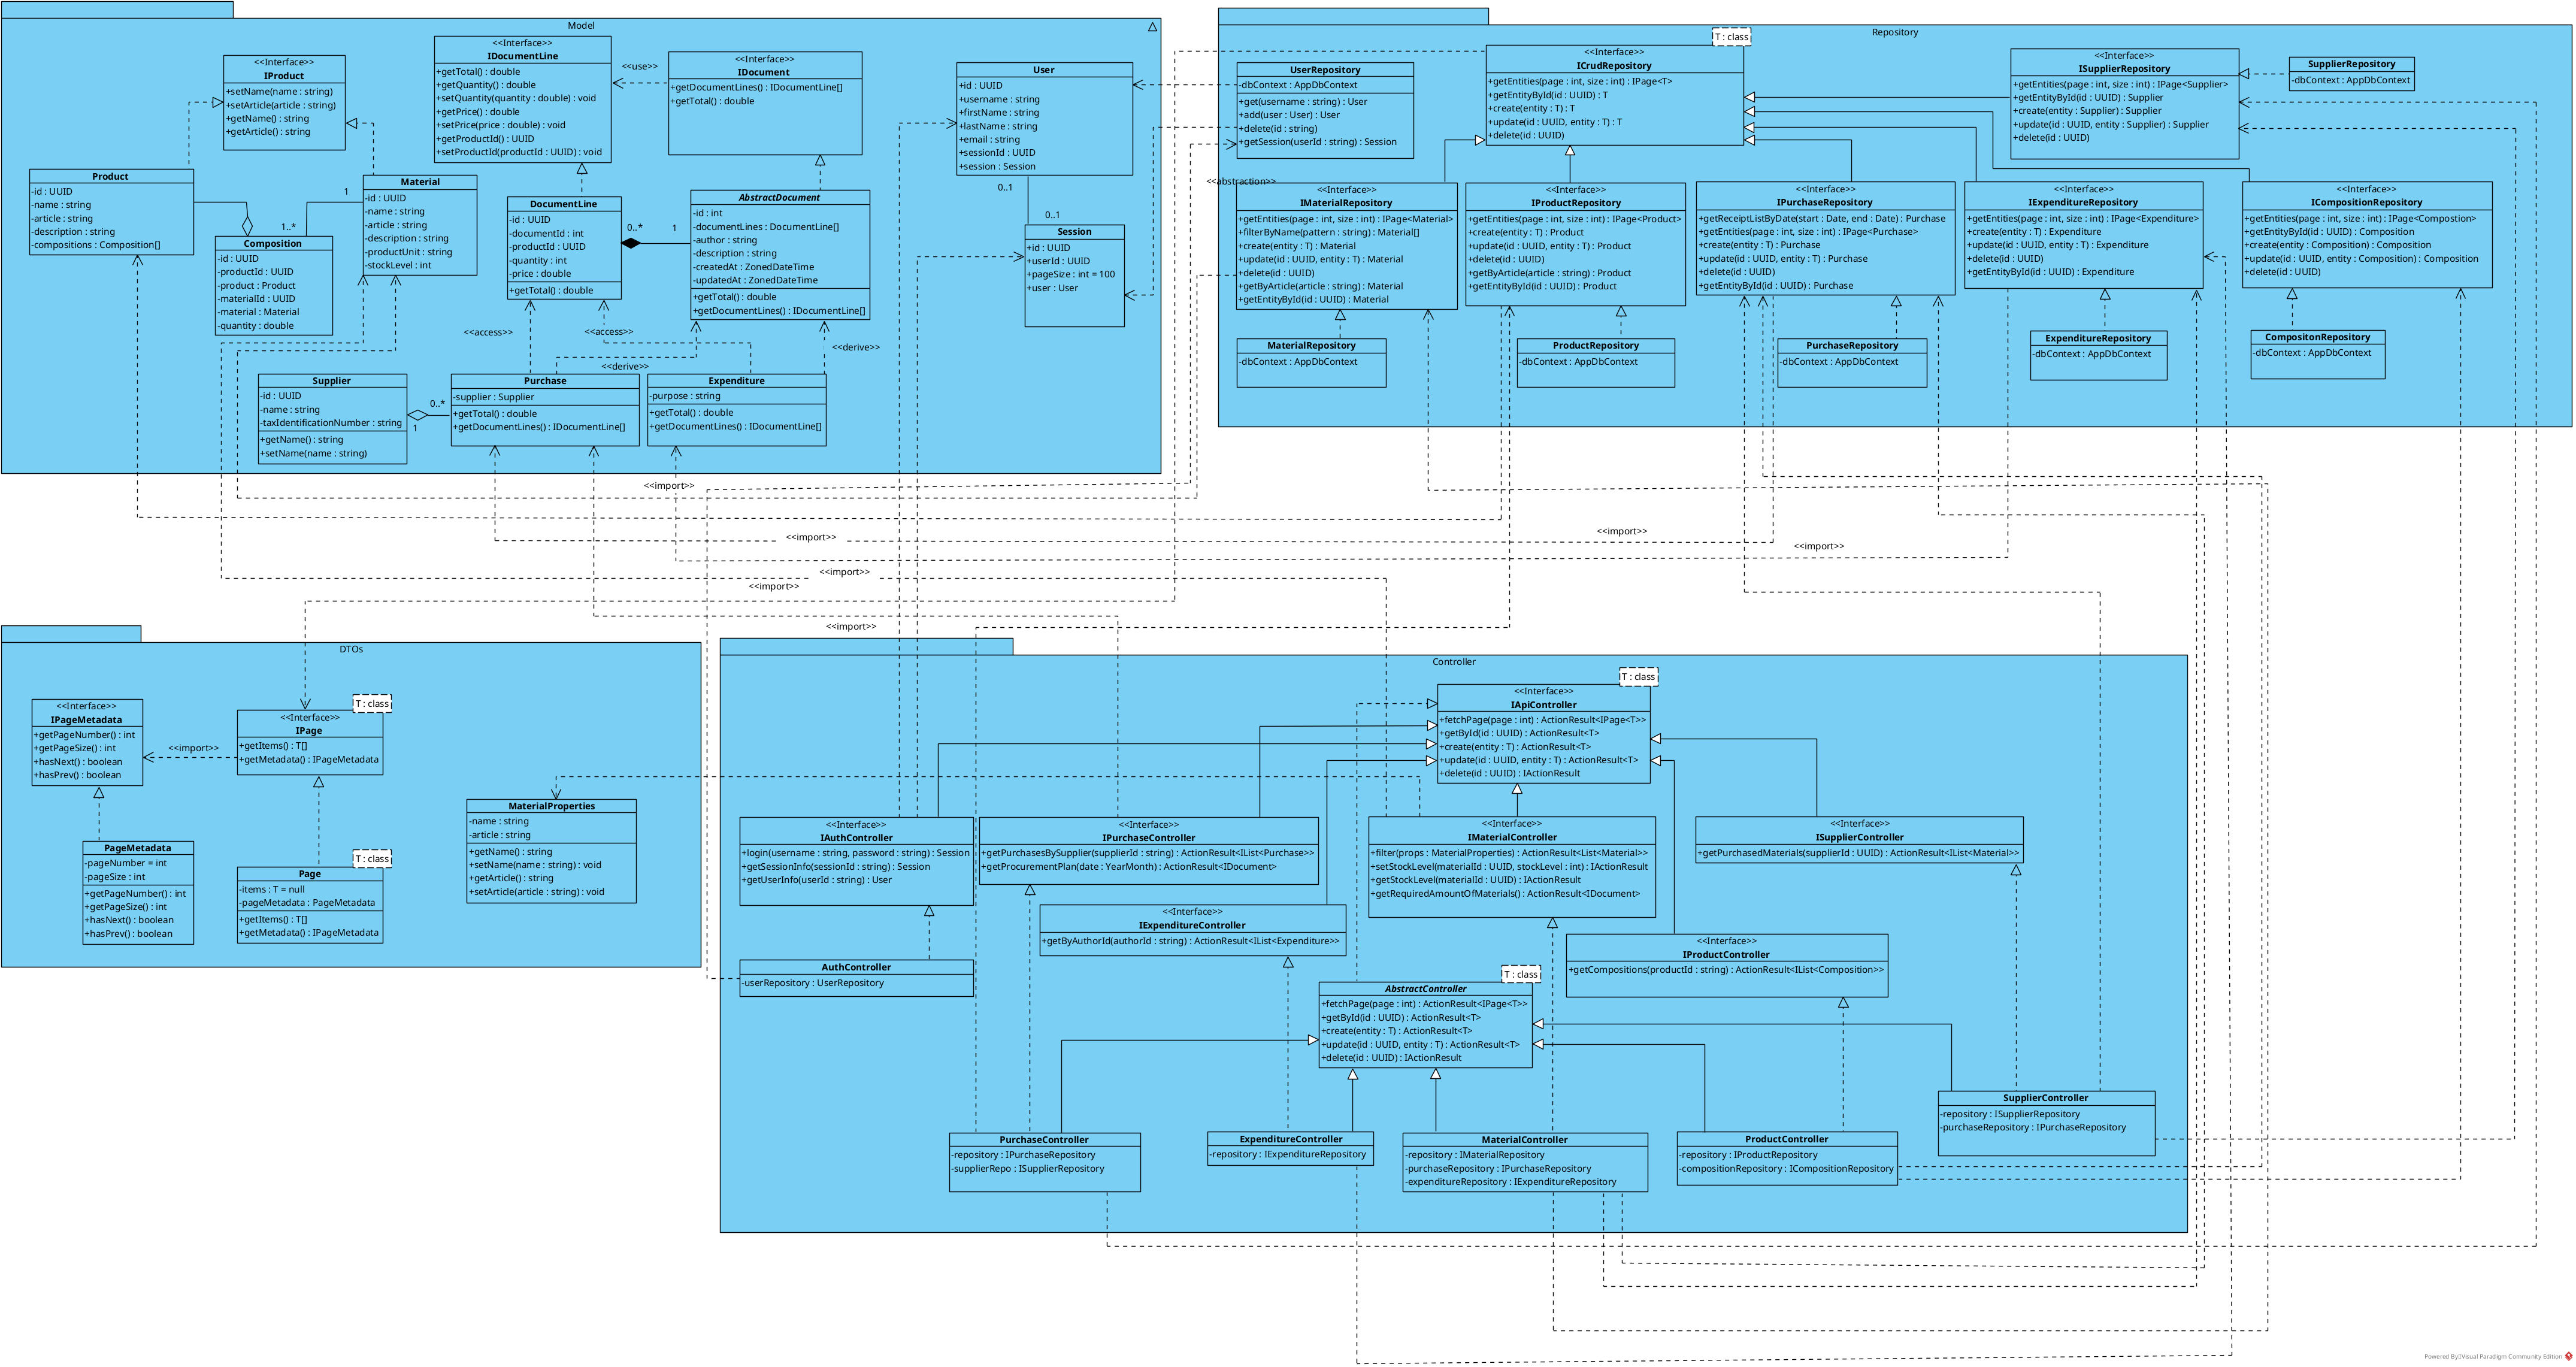 Model
<<Interface>>
IProduct
+setName(name : string)
+setArticle(article : string)
+getName() : string
+getArticle() : string
<<Interface>>
IDocumentLine
+getTotal() : double
+getQuantity() : double
+setQuantity(quantity : double) : void
+getPrice() : double
+setPrice(price : double) : void
+getProductId() : UUID
+setProductId(productId : UUID) : void
<<use>>
<<Interface>>
IDocument
+getDocumentLines() : IDocumentLine[]
+getTotal() : double
User
+id : UUID
+username : string
+firstName : string
+lastName : string
+email : string
+sessionId : UUID
+session : Session
Product
-id : UUID
-name : string
-article : string
-description : string
-compositions : Composition[]
1
Material
-id : UUID
-name : string
-article : string
-description : string
-productUnit : string
-stockLevel : int
1..*
Composition
-id : UUID
-productId : UUID
-product : Product
-materialId : UUID
-material : Material
-quantity : double
DocumentLine
-id : UUID
-documentId : int
-productId : UUID
-quantity : int
-price : double
+getTotal() : double
0..*
1
AbstractDocument
-id : int
-documentLines : DocumentLine[]
-author : string
-description : string
-createdAt : ZonedDateTime
-updatedAt : ZonedDateTime
+getTotal() : double
+getDocumentLines() : IDocumentLine[]
0..1
0..1
Session
+id : UUID
+userId : UUID
+pageSize : int = 100
+user : User
<<access>>
<<access>>
<<derive>>
<<derive>>
Supplier
-id : UUID
-name : string
-taxIdentificationNumber : string
+getName() : string
+setName(name : string)
0..*
1
Purchase
-supplier : Supplier
+getTotal() : double
+getDocumentLines() : IDocumentLine[]
Expenditure
-purpose : string
+getTotal() : double
+getDocumentLines() : IDocumentLine[]
Repository
UserRepository
-dbContext : AppDbContext
+get(username : string) : User
+add(user : User) : User
+delete(id : string)
+getSession(userId : string) : Session
T : class
<<Interface>>
ICrudRepository
+getEntities(page : int, size : int) : IPage<T>
+getEntityById(id : UUID) : T
+create(entity : T) : T
+update(id : UUID, entity : T) : T
+delete(id : UUID)
<<Interface>>
ISupplierRepository
+getEntities(page : int, size : int) : IPage<Supplier>
+getEntityById(id : UUID) : Supplier
+create(entity : Supplier) : Supplier
+update(id : UUID, entity : Supplier) : Supplier
+delete(id : UUID)
SupplierRepository
-dbContext : AppDbContext
<<abstraction>>
<<Interface>>
IMaterialRepository
+getEntities(page : int, size : int) : IPage<Material>
+filterByName(pattern : string) : Material[]
+create(entity : T) : Material
+update(id : UUID, entity : T) : Material
+delete(id : UUID)
+getByArticle(article : string) : Material
+getEntityById(id : UUID) : Material
<<Interface>>
IProductRepository
+getEntities(page : int, size : int) : IPage<Product>
+create(entity : T) : Product
+update(id : UUID, entity : T) : Product
+delete(id : UUID)
+getByArticle(article : string) : Product
+getEntityById(id : UUID) : Product
<<Interface>>
IPurchaseRepository
+getReceiptListByDate(start : Date, end : Date) : Purchase
+getEntities(page : int, size : int) : IPage<Purchase>
+create(entity : T) : Purchase
+update(id : UUID, entity : T) : Purchase
+delete(id : UUID)
+getEntityById(id : UUID) : Purchase
<<Interface>>
IExpenditureRepository
+getEntities(page : int, size : int) : IPage<Expenditure>
+create(entity : T) : Expenditure
+update(id : UUID, entity : T) : Expenditure
+delete(id : UUID)
+getEntityById(id : UUID) : Expenditure
<<Interface>>
ICompositionRepository
+getEntities(page : int, size : int) : IPage<Compostion>
+getEntityById(id : UUID) : Composition
+create(entity : Composition) : Composition
+update(id : UUID, entity : Composition) : Composition
+delete(id : UUID)
MaterialRepository
-dbContext : AppDbContext
ProductRepository
-dbContext : AppDbContext
PurchaseRepository
-dbContext : AppDbContext
ExpenditureRepository
-dbContext : AppDbContext
CompositonRepository
-dbContext : AppDbContext
<<import>>
<<import>>
<<import>>
<<import>>
<<import>>
<<import>>
<<import>>
DTOs
<<Interface>>
IPageMetadata
+getPageNumber() : int
+getPageSize() : int
+hasNext() : boolean
+hasPrev() : boolean
<<import>>
T : class
<<Interface>>
IPage
+getItems() : T[]
+getMetadata() : IPageMetadata
PageMetadata
-pageNumber = int
-pageSize : int
+getPageNumber() : int
+getPageSize() : int
+hasNext() : boolean
+hasPrev() : boolean
T : class
Page
-items : T = null
-pageMetadata : PageMetadata
+getItems() : T[]
+getMetadata() : IPageMetadata
MaterialProperties
-name : string
-article : string
+getName() : string
+setName(name : string) : void
+getArticle() : string
+setArticle(article : string) : void
Controller
T : class
<<Interface>>
IApiController
+fetchPage(page : int) : ActionResult<IPage<T>>
+getById(id : UUID) : ActionResult<T>
+create(entity : T) : ActionResult<T>
+update(id : UUID, entity : T) : ActionResult<T>
+delete(id : UUID) : IActionResult
<<Interface>>
IAuthController
+login(username : string, password : string) : Session
+getSessionInfo(sessionId : string) : Session
+getUserInfo(userId : string) : User
<<Interface>>
IPurchaseController
+getPurchasesBySupplier(supplierId : string) : ActionResult<IList<Purchase>>
+getProcurementPlan(date : YearMonth) : ActionResult<IDocument>
<<Interface>>
IMaterialController
+filter(props : MaterialProperties) : ActionResult<List<Material>>
+setStockLevel(materialId : UUID, stockLevel : int) : IActionResult
+getStockLevel(materialId : UUID) : IActionResult
+getRequiredAmountOfMaterials() : ActionResult<IDocument>
<<Interface>>
ISupplierController
+getPurchasedMaterials(supplierId : UUID) : ActionResult<IList<Material>>
<<Interface>>
IExpenditureController
+getByAuthorId(authorId : string) : ActionResult<IList<Expenditure>>
<<Interface>>
IProductController
+getCompositions(productId : string) : ActionResult<IList<Composition>>
AuthController
-userRepository : UserRepository
T : class
AbstractController
+fetchPage(page : int) : ActionResult<IPage<T>>
+getById(id : UUID) : ActionResult<T>
+create(entity : T) : ActionResult<T>
+update(id : UUID, entity : T) : ActionResult<T>
+delete(id : UUID) : IActionResult
PurchaseController
-repository : IPurchaseRepository
-supplierRepo : ISupplierRepository
ExpenditureController
-repository : IExpenditureRepository
MaterialController
-repository : IMaterialRepository
-purchaseRepository : IPurchaseRepository
-expenditureRepository : IExpenditureRepository
ProductController
-repository : IProductRepository
-compositionRepository : ICompositionRepository
SupplierController
-repository : ISupplierRepository
-purchaseRepository : IPurchaseRepository
Powered By Visual Paradigm Community Edition